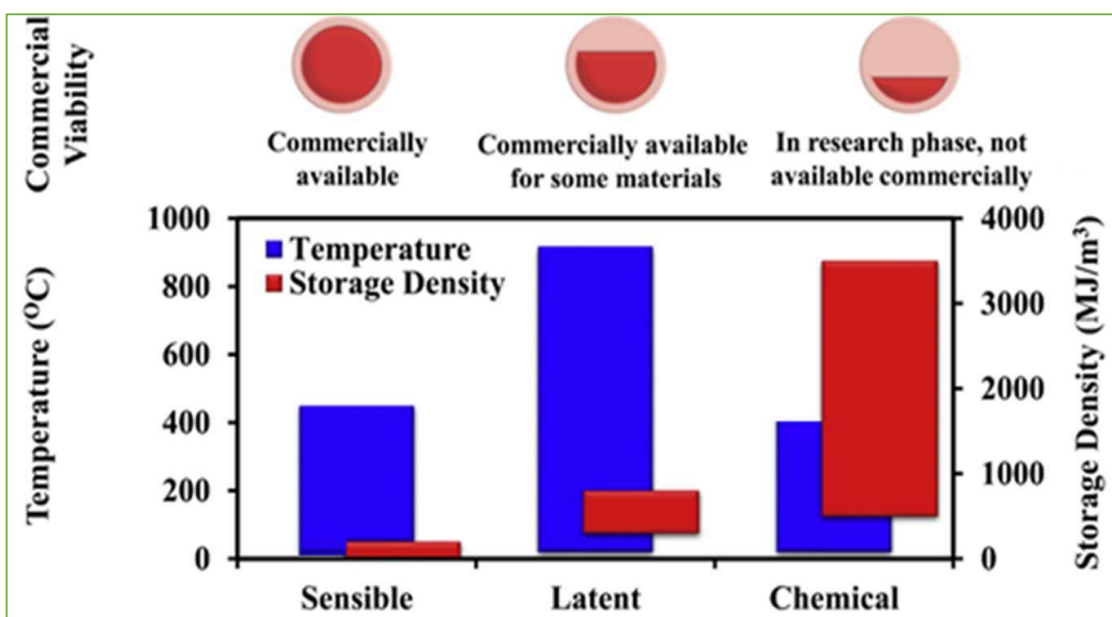 Commercial
Viability
Commercially
available
Commercially available
for some materials
In research phase, not
available commercially
Temperature (OC)
1000
800
600
400
200
0
Temperature
Storage Density
4000
3000
2000
1000
0
Storage Density (MJ/m³)
Sensible
Latent
Chemical